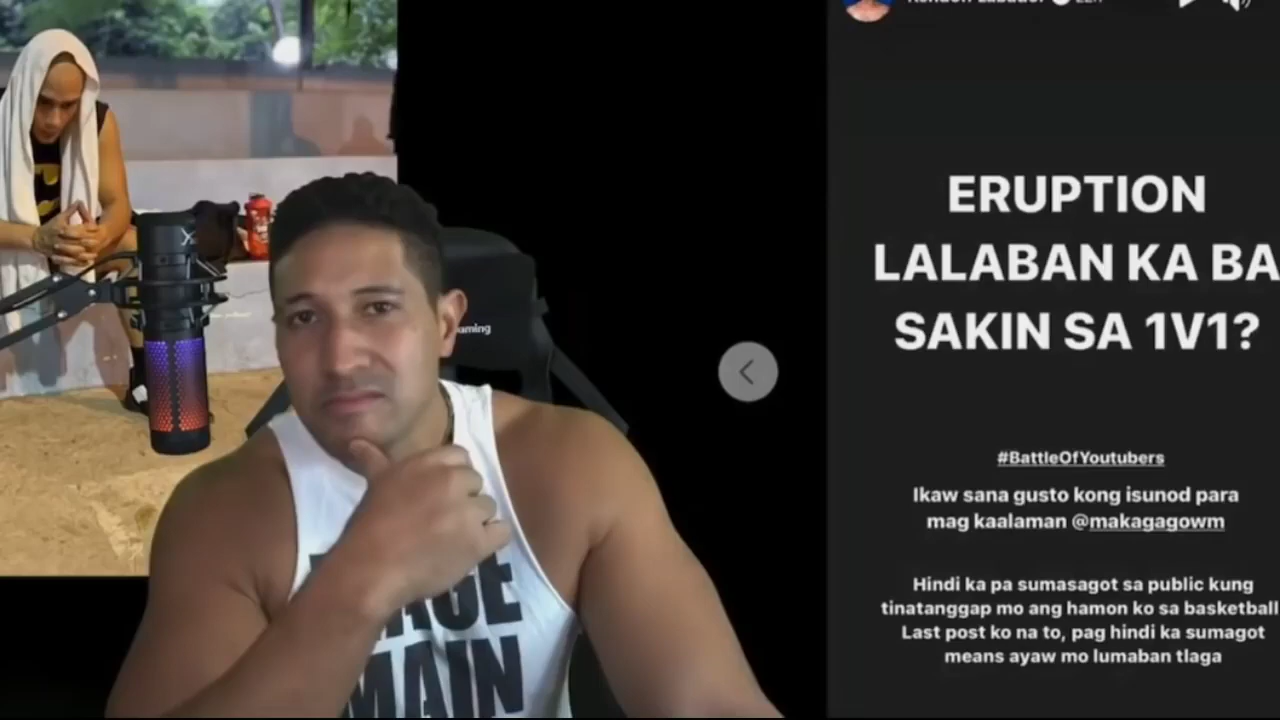 ERUPTION
LALABAN KA BA
SAKIN SA 1V1?
#BattleOfYoutubers
Ikaw sana gusto kong isunod para
mag kaalaman @makagagowm
Hindi ka pa sumasagot sa public kung
tinatanggap mo ang hamon ko sa basketball
Last post ko na to, pag hindi ka sumagot
means ayaw mo lumaban tlaga
aming
MAIN